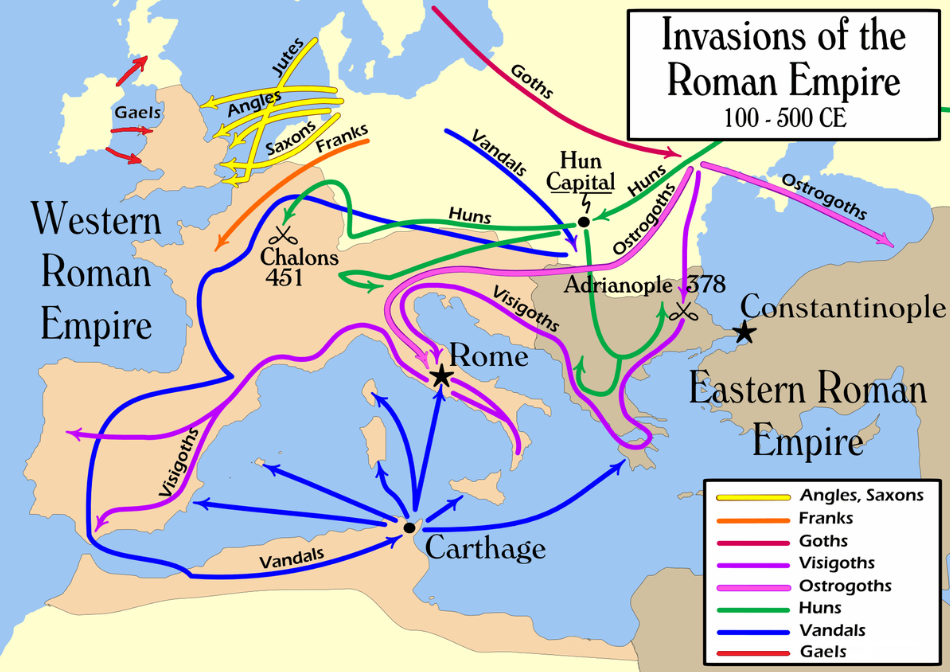 Invasions of the
Roman Empire
100 - 500 CE
Jutes
Angles
Saxons
Franks
Gaels
Goths
Vandals
Hun
Capital
Huns
Ostrogoths
Ostrogoths
Huns
Western
Roman
Empire
Chalons
451
Adrianople 378
Visigoths
Constantinople
Rome
Eastern Roman
Empire
Visigoths
Carthage
Vandals
Angles, Saxons
Franks
Goths
Visigoths
Ostrogoths
Huns
Vandals
Gaels